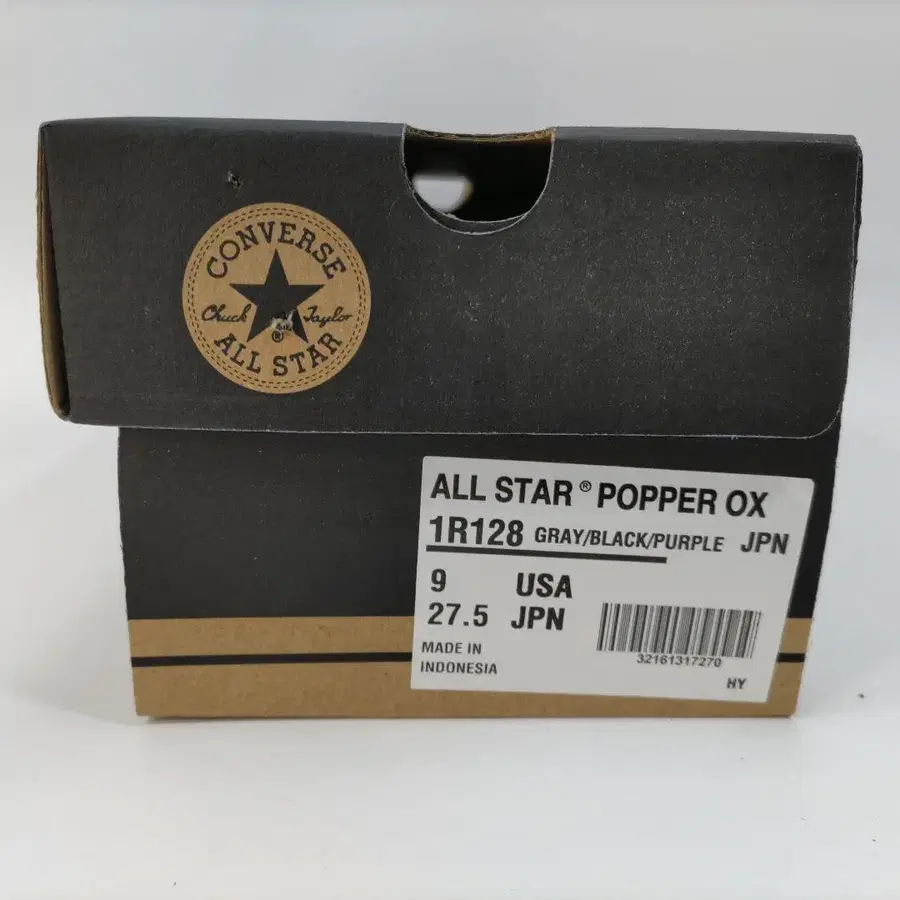 CONVERSE
Chuck Taylor
®
ALL STAR
ALL STAR® POPPER OX
1R128 GRAY/BLACK/PURPLE JPN
9 USA
27.5 JPN
MADE IN
INDONESIA
32161317270
HY